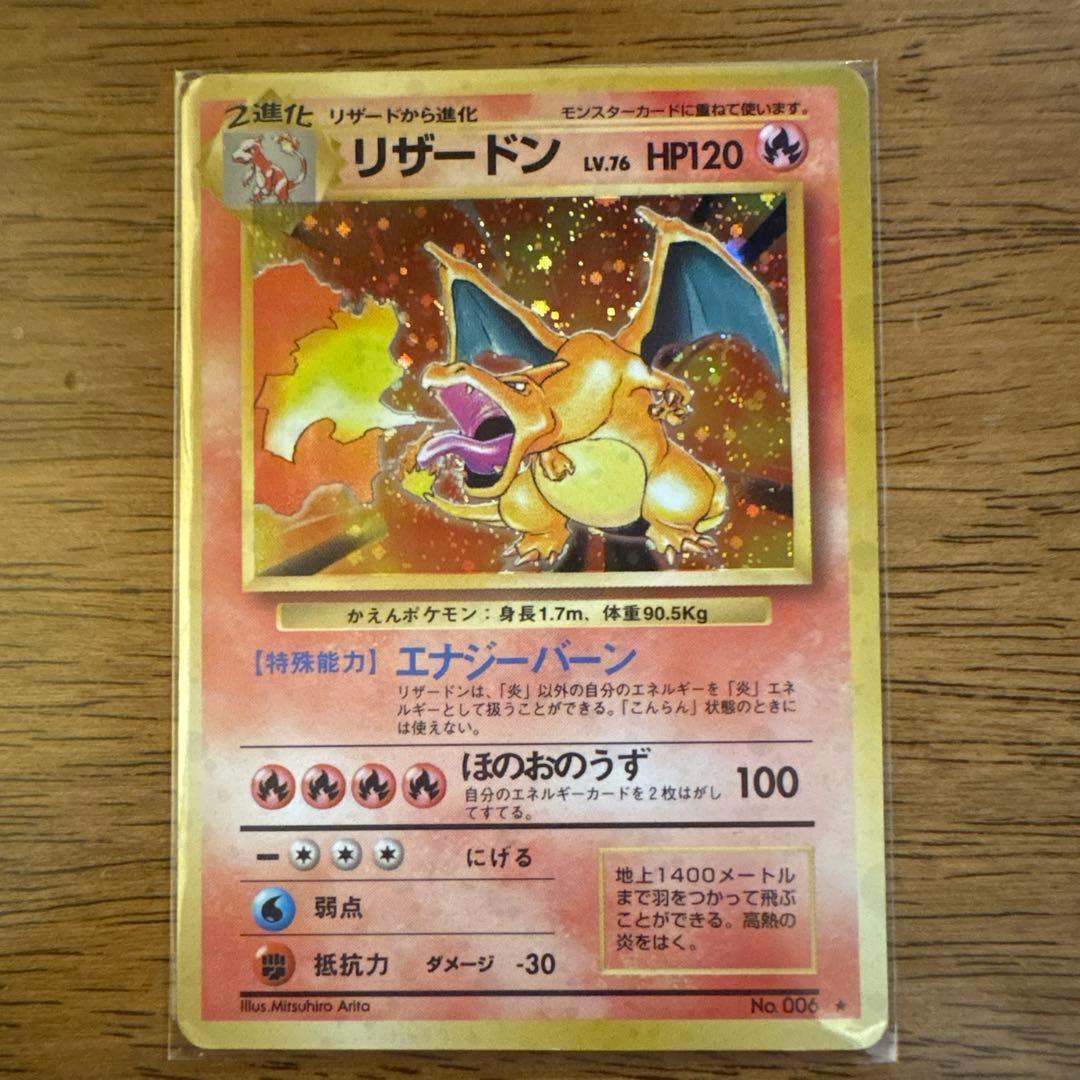 2進化 リザードから進化 モンスターカードに重ねて使います。
リザードン LV.76 HP120
かえんポケモン：身長1.7m、体重90.5Kg
【特殊能力】 エナジーバーン
リザードンは、「炎」以外の自分のエネルギーを「炎」エネ
ルギーとして扱うことができる。「こんらん」状態のときに
は使えない。
ほのおのうず 100
自分のエネルギーカードを２枚はがし
てすてる。
にげる
弱点
抵抗力 ダメージ -30
地上1400メートル
まで羽をつかって飛ぶ
ことができる。高熱の
炎をはく。
Illus.Mitsuhiro Arita No. 006 ★